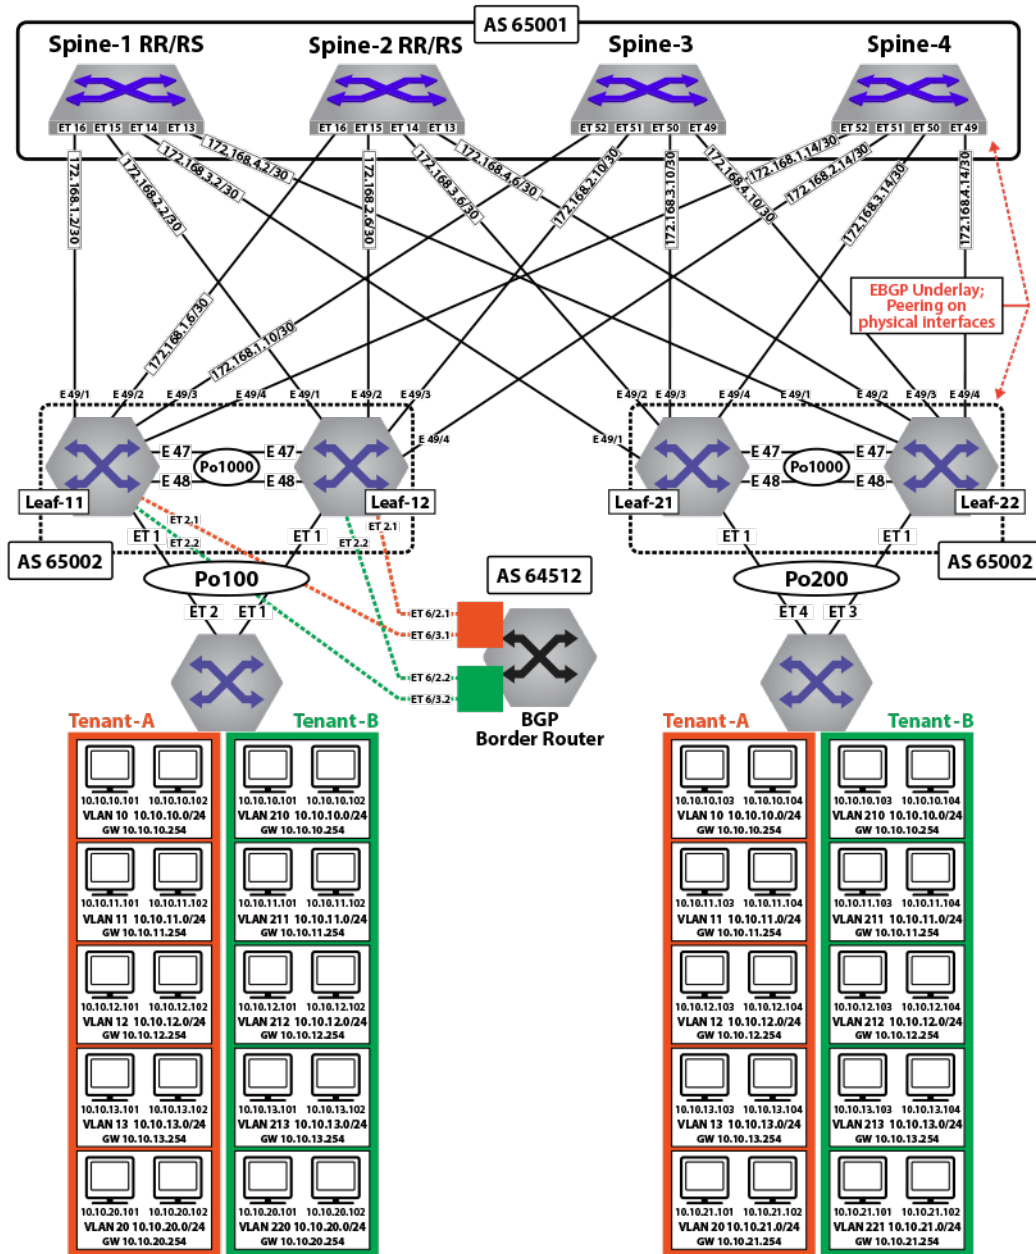 AS 65001
Spine-1 RR/RS
Spine-2 RR/RS
Spine-3
Spine-4
ET 16 ET 15 ET 14 ET 13
ET 16 ET 15 ET 14 ET 13
ET 52 ET 51 ET 50 ET 49
ET 52 ET 51 ET 50 ET 49
172.168.1.2/30
172.168.2.2/30
172.168.3.2/30
172.168.4.2/30
172.168.1.6/30
172.168.2.6/30
172.168.3.6/30
172.168.4.6/30
172.168.1.10/30
172.168.2.10/30
172.168.3.10/30
172.168.4.10/30
172.168.1.14/30
172.168.2.14/30
172.168.3.14/30
172.168.4.14/30
EBGP Underlay;
Peering on
physical interfaces
E 49/1
E 49/2
E 49/3
E 49/4
E 49/1
E 49/2
E 49/3
E 49/4
E 49/1
E 49/2
E 49/3
E 49/4
E 49/1
E 49/2
E 49/3
E 49/4
E 47
E 47
Po1000
E 48
E 48
Leaf-11
Leaf-12
E 47
E 47
Po1000
E 48
E 48
Leaf-21
Leaf-22
ET 2.1
ET 2.2
ET 2.1
ET 2.2
ET 1
ET 1
ET 1
ET 1
AS 65002
AS 65002
Po100
AS 64512
Po200
ET 2
ET 1
ET 4
ET 3
ET 6/2.1
ET 6/3.1
ET 6/2.2
ET 6/3.2
BGP
Border Router
Tenant-A
Tenant-B
Tenant-A
Tenant-B
10.10.10.101 10.10.10.102
VLAN 10 10.10.10.0/24
GW 10.10.10.254
10.10.10.101 10.10.10.102
VLAN 210 10.10.10.0/24
GW 10.10.10.254
10.10.10.103 10.10.10.104
VLAN 10 10.10.10.0/24
GW 10.10.10.254
10.10.10.103 10.10.10.104
VLAN 210 10.10.10.0/24
GW 10.10.10.254
10.10.11.101 10.10.11.102
VLAN 11 10.10.11.0/24
GW 10.10.11.254
10.10.11.101 10.10.11.102
VLAN 211 10.10.11.0/24
GW 10.10.11.254
10.10.11.103 10.10.11.104
VLAN 11 10.10.11.0/24
GW 10.10.11.254
10.10.11.103 10.10.11.104
VLAN 211 10.10.11.0/24
GW 10.10.11.254
10.10.12.101 10.10.12.102
VLAN 12 10.10.12.0/24
GW 10.10.12.254
10.10.12.101 10.10.12.102
VLAN 212 10.10.12.0/24
GW 10.10.12.254
10.10.12.103 10.10.12.104
VLAN 12 10.10.12.0/24
GW 10.10.12.254
10.10.12.103 10.10.12.104
VLAN 212 10.10.12.0/24
GW 10.10.12.254
10.10.13.101 10.10.13.102
VLAN 13 10.10.13.0/24
GW 10.10.13.254
10.10.13.101 10.10.13.102
VLAN 213 10.10.13.0/24
GW 10.10.13.254
10.10.13.103 10.10.13.104
VLAN 13 10.10.13.0/24
GW 10.10.13.254
10.10.13.103 10.10.13.104
VLAN 213 10.10.13.0/24
GW 10.10.13.254
10.10.20.101 10.10.20.102
VLAN 20 10.10.20.0/24
GW 10.10.20.254
10.10.20.101 10.10.20.102
VLAN 220 10.10.20.0/24
GW 10.10.20.254
10.10.21.101 10.10.21.102
VLAN 20 10.10.21.0/24
GW 10.10.21.254
10.10.21.101 10.10.21.102
VLAN 221 10.10.21.0/24
GW 10.10.21.254